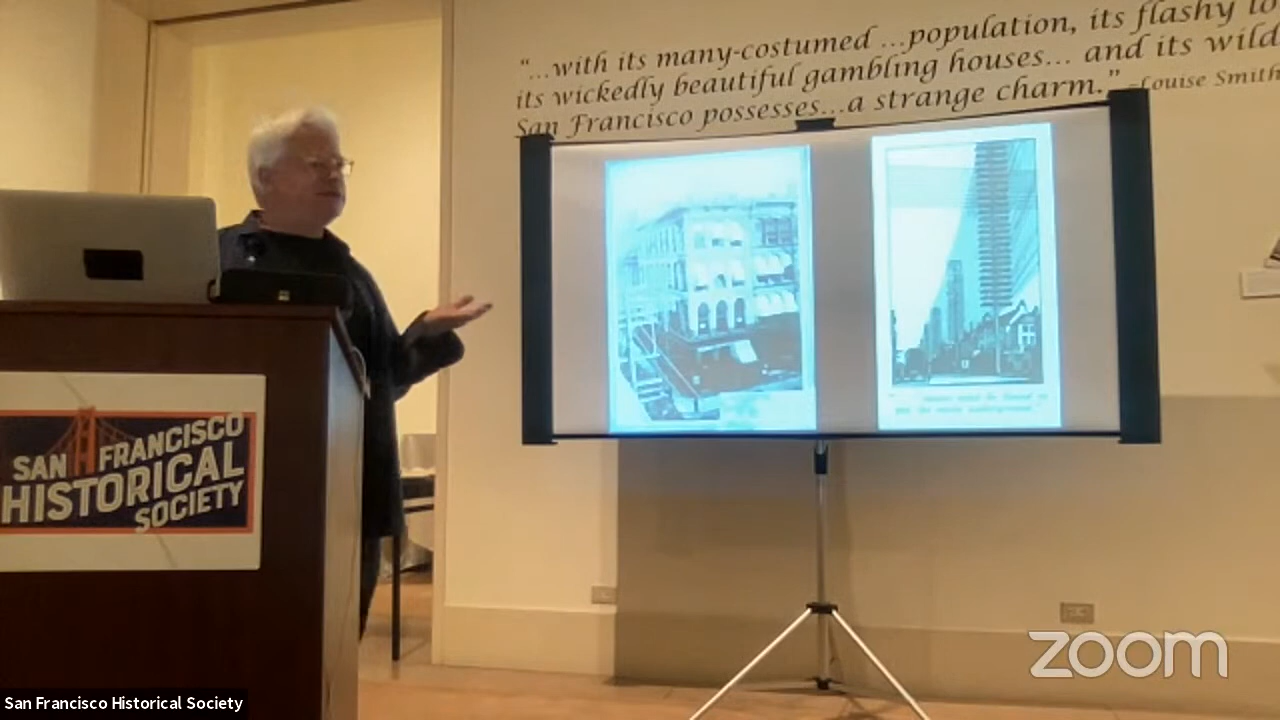 "...with its many-costumed ...population, its flashy
its wickedly beautiful gambling houses... and its wild
San Francisco possesses...a strange charm." –Louise Smith
SAN FRANCISCO
HISTORICAL
SOCIETY
zoom
San Francisco Historical Society